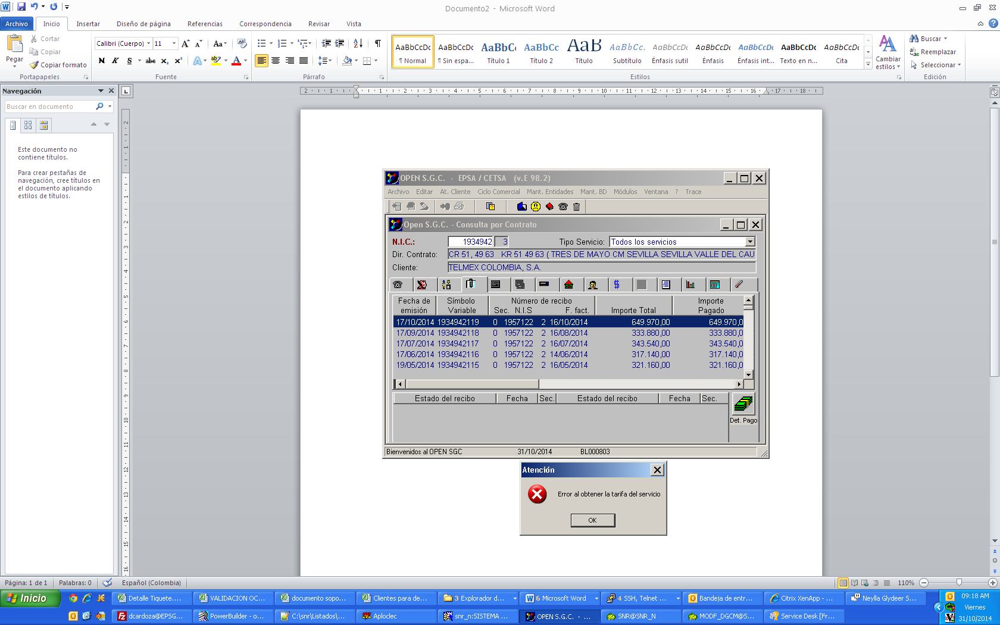 Documento2 - Microsoft Word
Archivo Inicio Insertar Diseño de página Referencias Correspondencia Revisar Vista
Pegar
Cortar
Copiar
Copiar formato
Portapapeles
Calibri (Cuerpo) 11
N K S abc x₂ x²
Fuente
Párrafo
AaBbCcDc AaBbCcDc AaBbC AaBbCc AaB AaBbCc. AaBbCcDc AaBbCcDc AaBbCcDc AaBbCcDc AaBbCcDc
¶ Normal ¶ Sin espa... Título 1 Título 2 Título Subtítulo Énfasis sutil Énfasis Énfasis int... Texto en n... Cita
Estilos
Cambiar estilos
Buscar
Reemplazar
Seleccionar
Edición
Navegación
Buscar en documento
Este documento no
contiene títulos.
Para crear pestañas de
navegación, cree títulos en
el documento aplicando
estilos de títulos.
OPEN S.G.C. - EPSA / CETSA (v.E 98.2)
Archivo Editar At. Cliente Ciclo Comercial Mant. Entidades Mant. BD Módulos Ventana ? Trace
Open S.G.C. - Consulta por Contrato
N.I.C.: 1934942 3 Tipo Servicio: Todos los servicios
Dir. Contrato: CR 51, 49 63 KR 51 49 63 ( TRES DE MAYO CM SEVILLA SEVILLA VALLE DEL CAU
Cliente: TELMEX COLOMBIA, S.A.
Fecha de emisión Símbolo Variable Número de recibo Sec. N.I.S F. fact. Importe Total Importe Pagado
17/10/2014 1934942119 0 1957122 2 16/10/2014 649.970,00 649.970,0
17/09/2014 1934942118 0 1957122 2 16/08/2014 333.880,00 333.880,0
17/07/2014 1934942117 0 1957122 2 16/07/2014 343.540,00 343.540,0
17/06/2014 1934942116 0 1957122 2 14/06/2014 317.140,00 317.140,0
19/05/2014 1934942115 0 1957122 2 16/05/2014 321.160,00 321.160,0
Estado del recibo Fecha Sec. Estado del recibo Fecha Sec.
Det. Pago
Bienvenidos al OPEN SGC 31/10/2014 BL000803
Atención
Error al obtener la tarifa del servicio
OK
Página: 1 de 1 Palabras: 0 Español (Colombia) 110%
Inicio Detalle Tiquete.... VALIDACION OC... documento sopo... Clientes para de... 3 Explorador d... 6 Microsoft Word 4 SSH, Telnet ... Bandeja de entr... Citrix XenApp - ... Neylla Glydeer S... 09:18 AM
dcardoza@EPSG... PowerBuilder - o... C:\snr\Listados\... Aploclec snr_n:SISTEMA ... OPEN S.G.C. - ... SNR@SNR_N MODF_DGCM@S... Service Desk [Fr... Viernes
31/10/2014